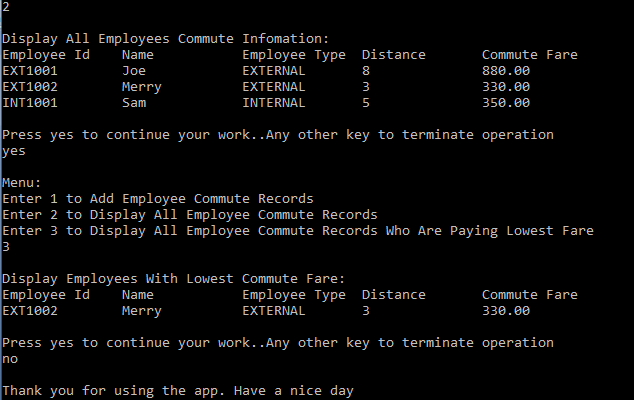 2
Display All Employees Commute Infomation:
Employee Id    Name           Employee Type  Distance       Commute Fare
EXT1001        Joe            EXTERNAL       8              880.00
EXT1002        Merry          EXTERNAL       3              330.00
INT1001        Sam            INTERNAL       5              350.00
Press yes to continue your work..Any other key to terminate operation
yes
Menu:
Enter 1 to Add Employee Commute Records
Enter 2 to Display All Employee Commute Records
Enter 3 to Display All Employee Commute Records Who Are Paying Lowest Fare
3
Display Employees With Lowest Commute Fare:
Employee Id    Name           Employee Type  Distance       Commute Fare
EXT1002        Merry          EXTERNAL       3              330.00
Press yes to continue your work..Any other key to terminate operation
no
Thank you for using the app. Have a nice day